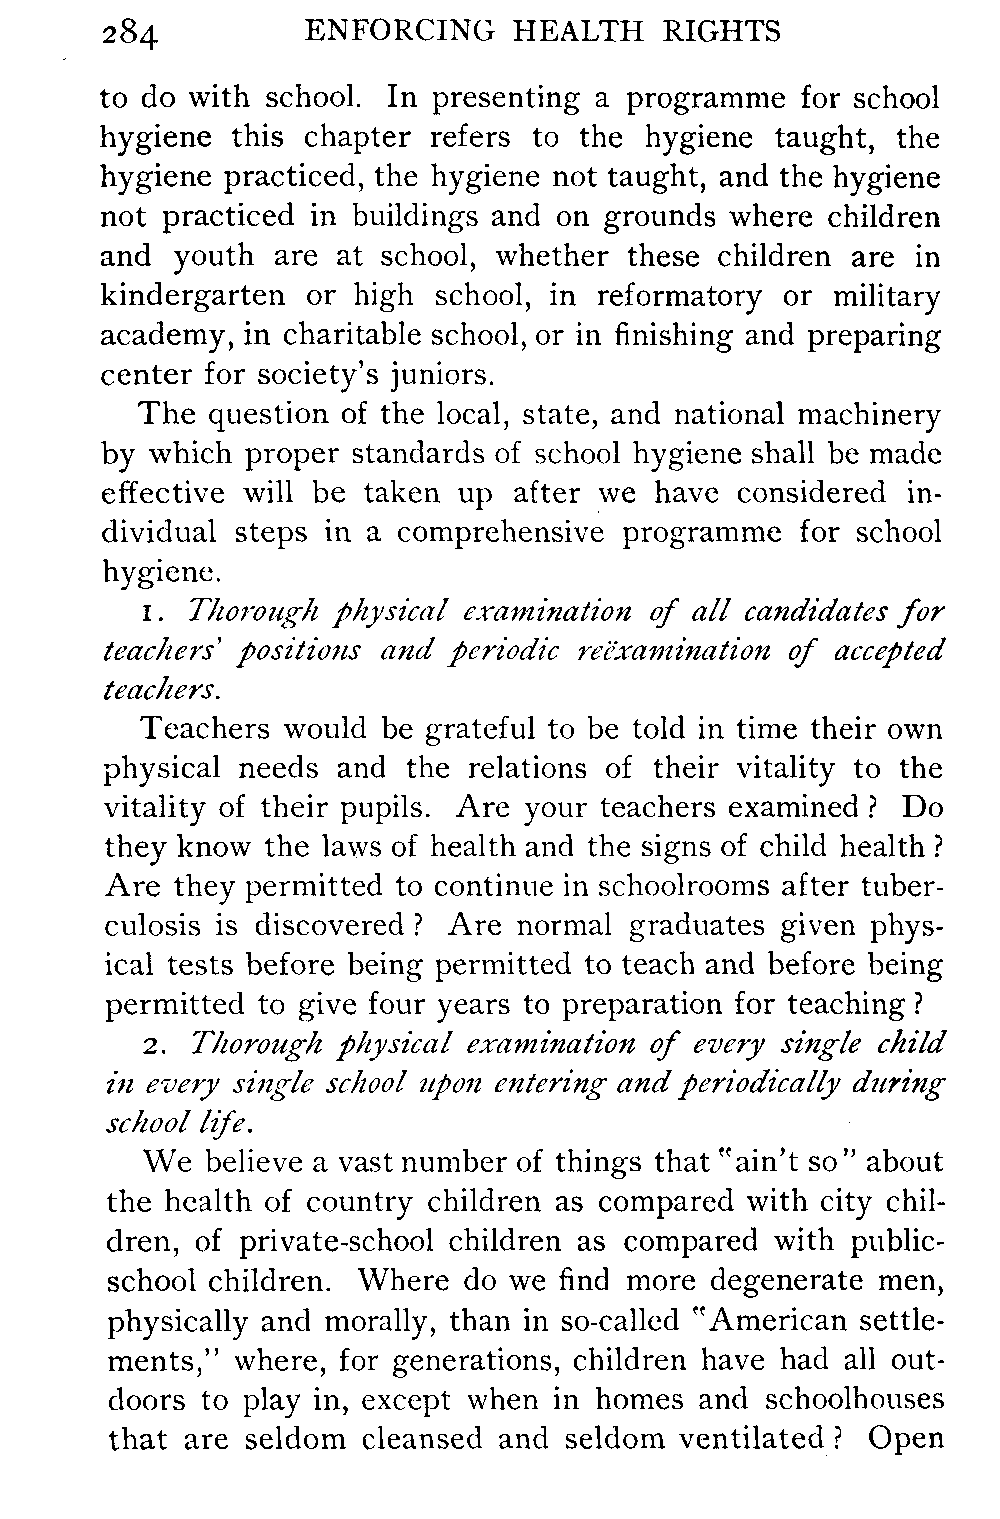 284 ENFORCING HEALTH RIGHTS
to do with school. In presenting a programme for school
hygiene this chapter refers to the hygiene taught, the
hygiene practiced, the hygiene not taught, and the hygiene
not practiced in buildings and on grounds where children
and youth are at school, whether these children are in
kindergarten or high school, in reformatory or military
academy, in charitable school, or in finishing and preparing
center for society's juniors.
The question of the local, state, and national machinery
by which proper standards of school hygiene shall be made
effective will be taken up after we have considered in-
dividual steps in a comprehensive programme for school
hygiene.
1. Thorough physical examination of all candidates for
teachers' positions and periodic reëxamination of accepted
teachers.
Teachers would be grateful to be told in time their own
physical needs and the relations of their vitality to the
vitality of their pupils. Are your teachers examined? Do
they know the laws of health and the signs of child health?
Are they permitted to continue in schoolrooms after tuber-
culosis is discovered? Are normal graduates given phys-
ical tests before being permitted to teach and before being
permitted to give four years to preparation for teaching?
2. Thorough physical examination of every single child
in every single school upon entering and periodically during
school life.
We believe a vast number of things that "ain't so" about
the health of country children as compared with city chil-
dren, of private-school children as compared with public-
school children. Where do we find more degenerate men,
physically and morally, than in so-called "American settle-
ments," where, for generations, children have had all out-
doors to play in, except when in homes and schoolhouses
that are seldom cleansed and seldom ventilated? Open